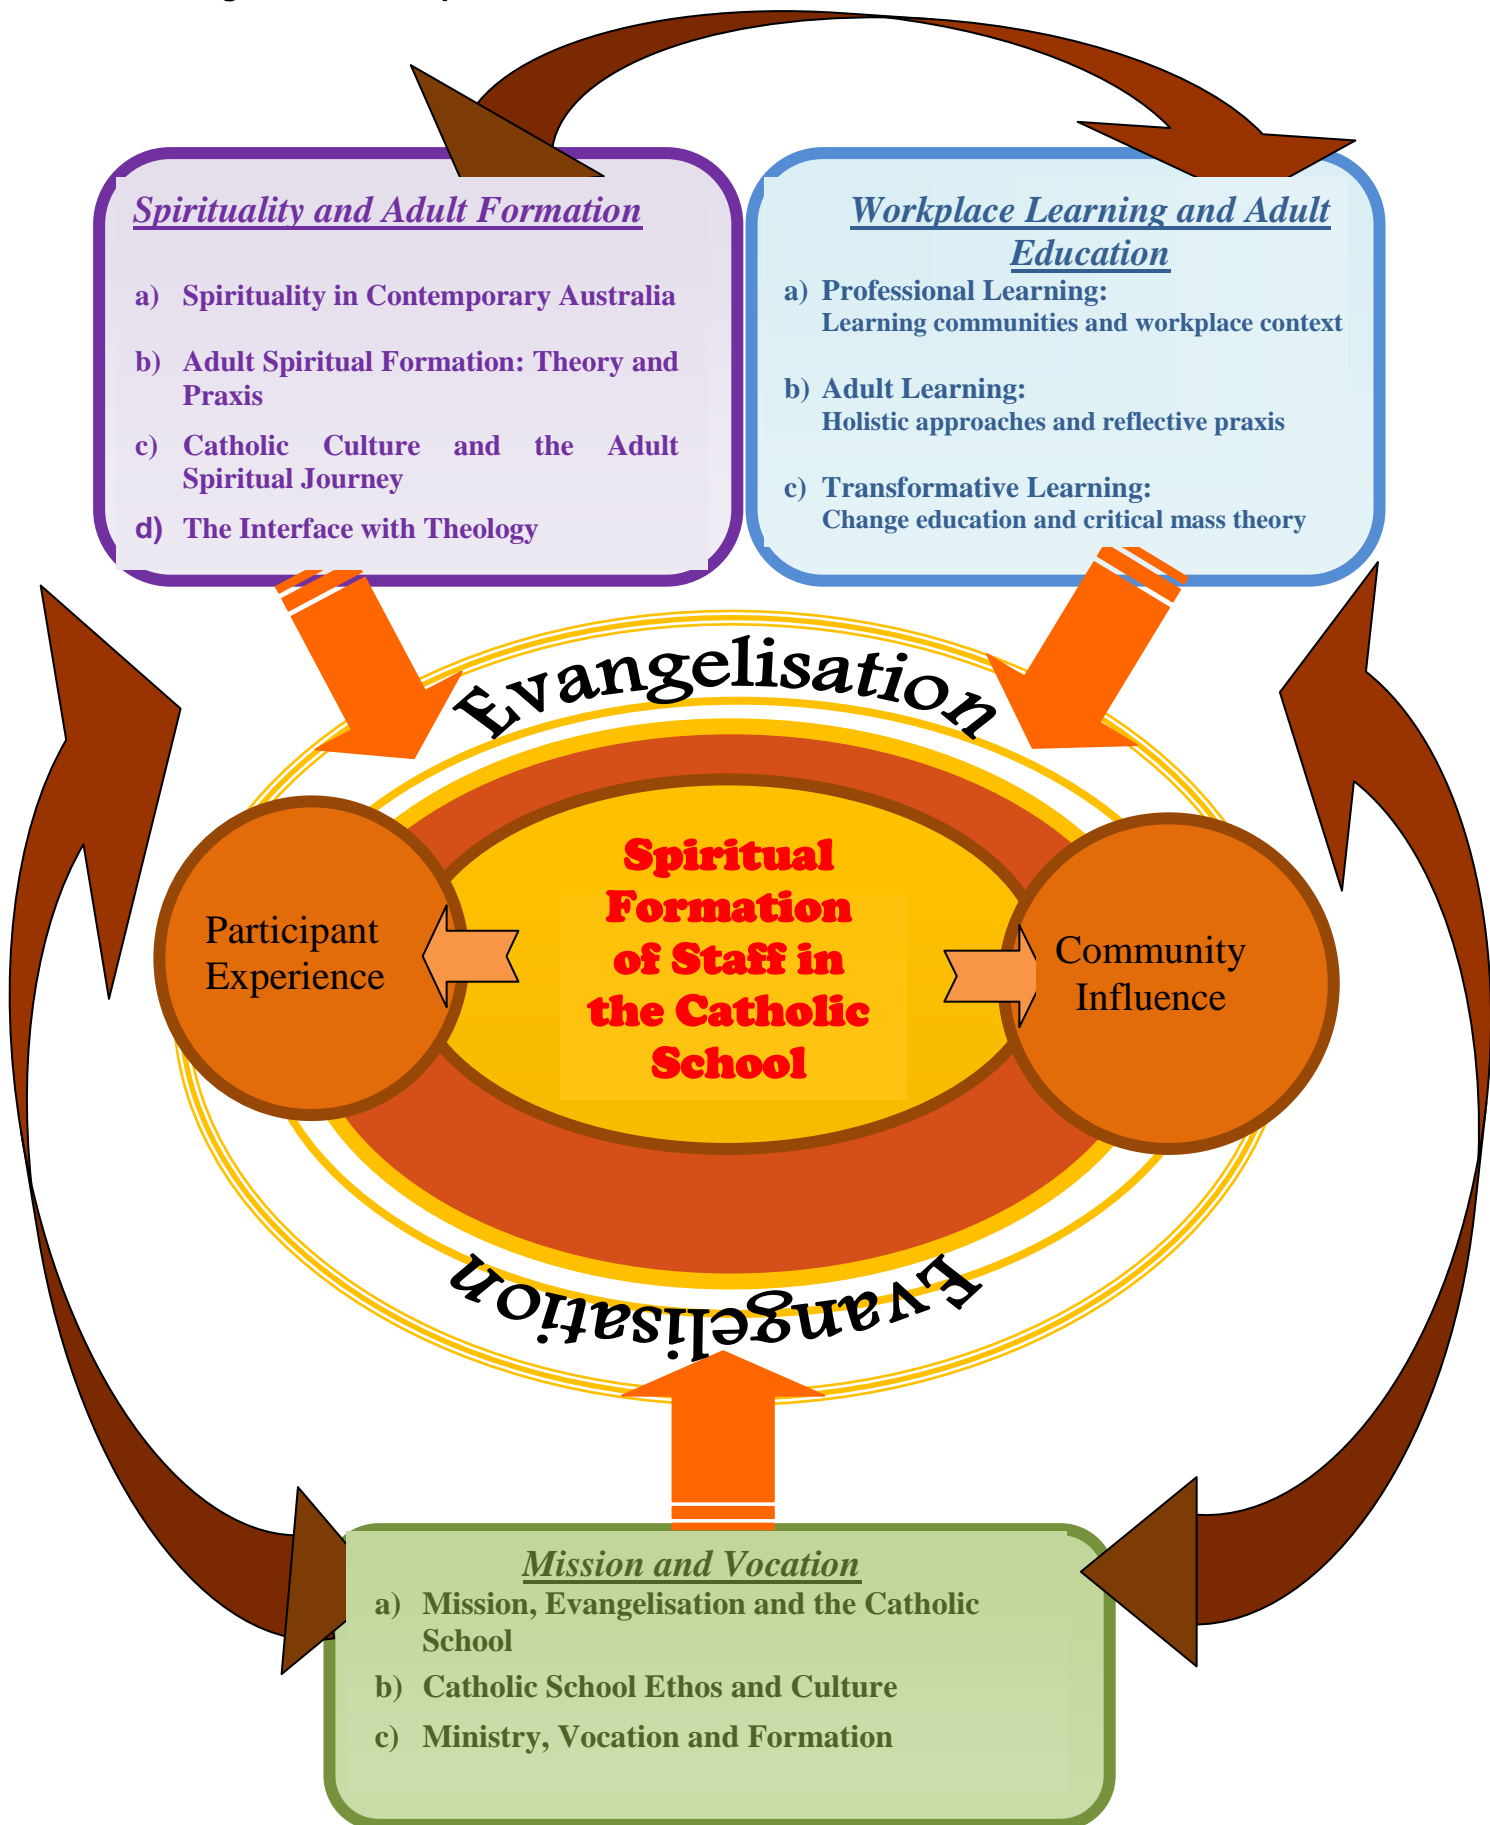 Spirituality and Adult Formation
a) Spirituality in Contemporary Australia
b) Adult Spiritual Formation: Theory and
Praxis
c) Catholic Culture and the Adult
Spiritual Journey
d) The Interface with Theology
Workplace Learning and Adult
Education
a) Professional Learning:
Learning communities and workplace context
b) Adult Learning:
Holistic approaches and reflective praxis
c) Transformative Learning:
Change education and critical mass theory
Evangelisation
Participant
Experience
Spiritual
Formation
of Staff in
the Catholic
School
Community
Influence
Evangelisation
Mission and Vocation
a) Mission, Evangelisation and the Catholic
School
b) Catholic School Ethos and Culture
c) Ministry, Vocation and Formation